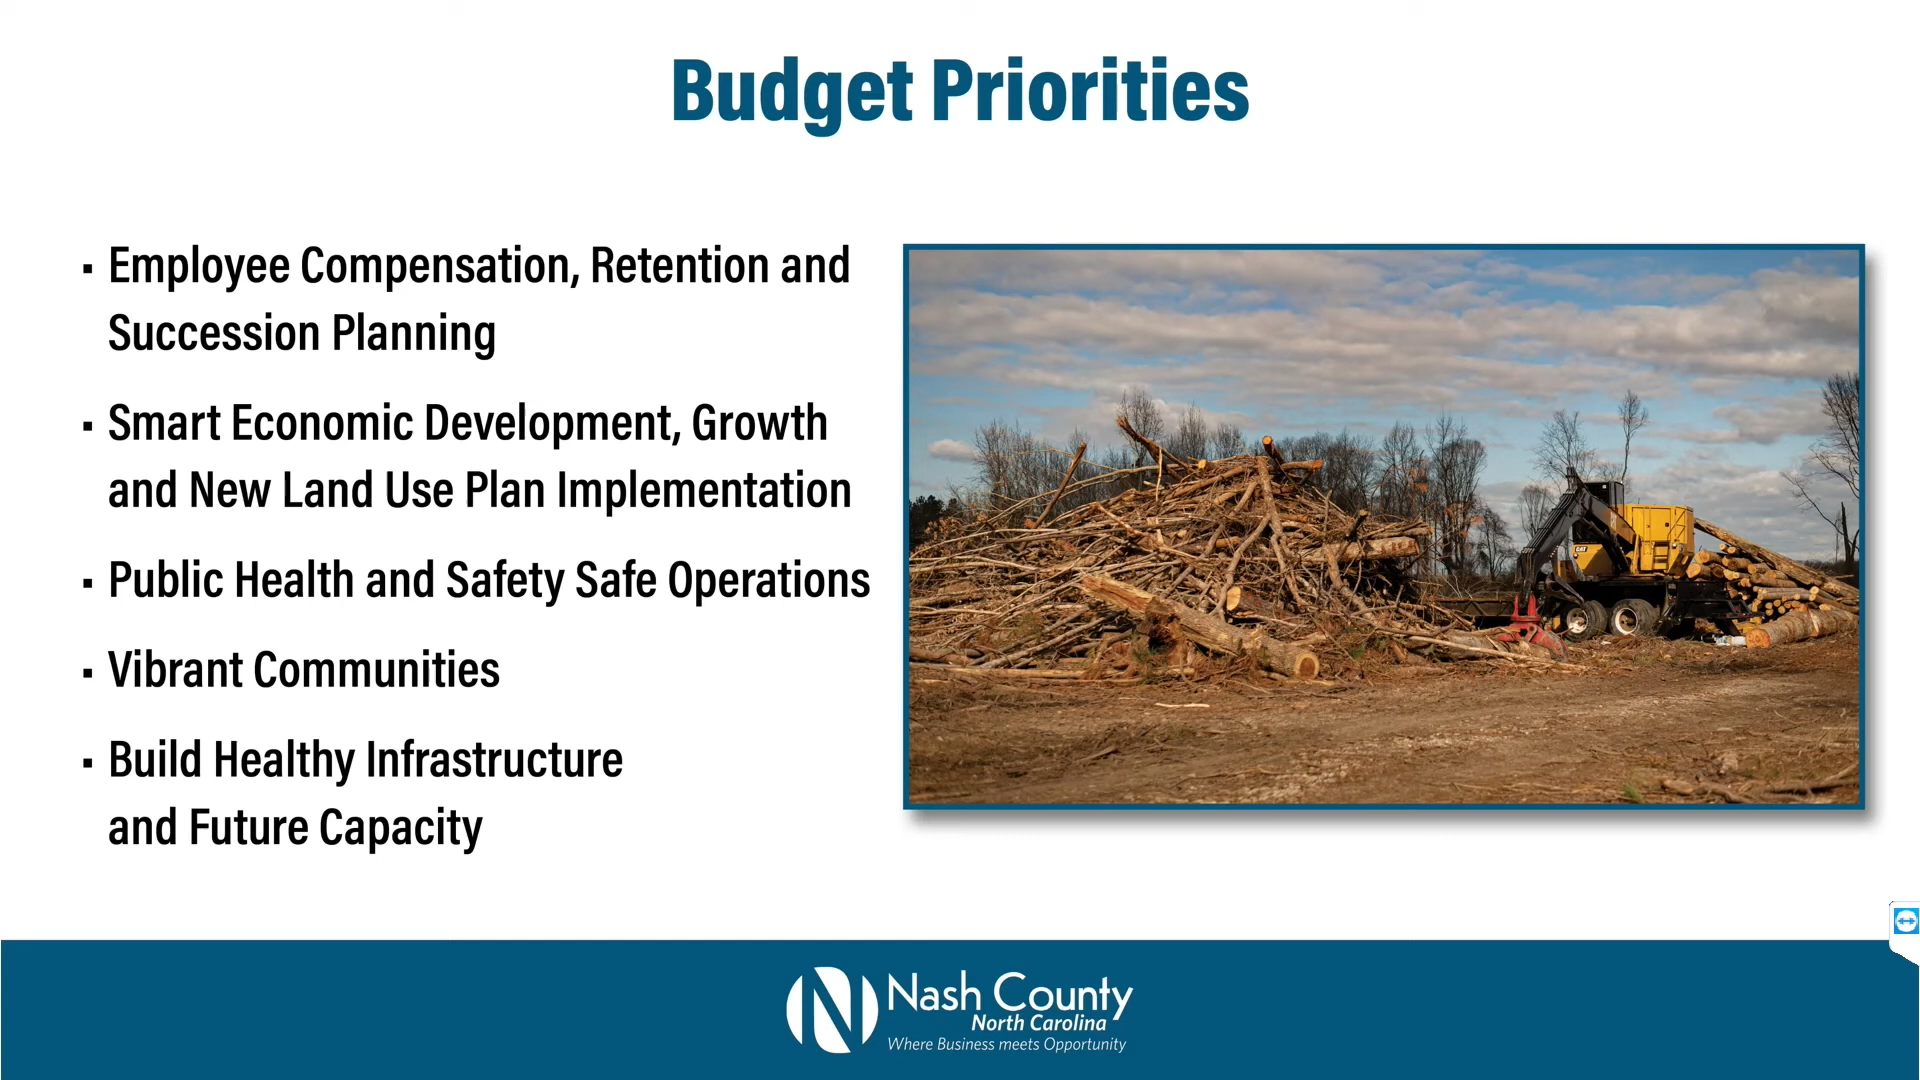 Budget Priorities
▪ Employee Compensation, Retention and
Succession Planning
▪ Smart Economic Development, Growth
and New Land Use Plan Implementation
▪ Public Health and Safety Safe Operations
▪ Vibrant Communities
▪ Build Healthy Infrastructure
and Future Capacity
CAT
Nash County
North Carolina
Where Business meets Opportunity